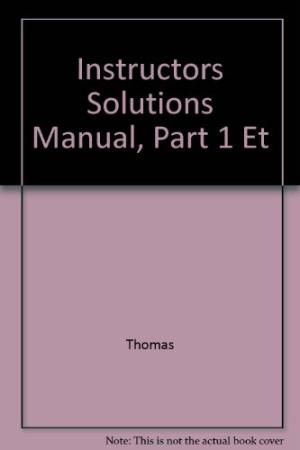 Instructors
Solutions
Manual, Part 1 Et
Thomas
Note: This is not the actual book cover